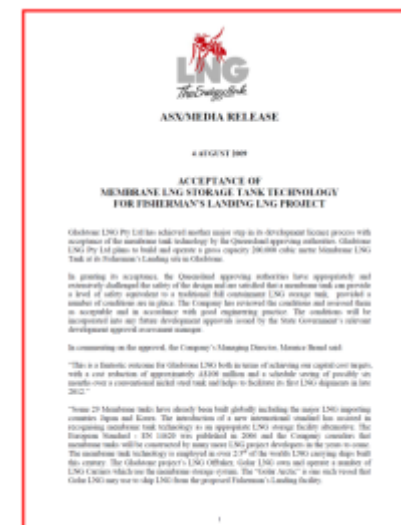 LNG
The Energy Link
ASX/MEDIA RELEASE
4 AUGUST 2009
ACCEPTANCE OF
MEMBRANE LNG STORAGE TANK TECHNOLOGY
FOR FISHERMAN'S LANDING LNG PROJECT
Gladstone LNG Pty Ltd has achieved another major step in its development licence process with
acceptance of the membrane tank technology by the Queensland approving authorities. Gladstone
LNG Pty Ltd plans to build and operate a gross capacity 200,000 cubic metre Membrane LNG
Tank at its Fisherman's Landing site in Gladstone.
In granting its acceptance, the Queensland approving authorities have appropriately and
extensively challenged the safety of the design and are satisfied that a membrane tank can provide
a level of safety equivalent to a traditional full containment LNG storage tank, provided a
number of conditions are in place. The Company has reviewed the conditions and assessed them
as acceptable and in accordance with good engineering practice. The conditions will be
incorporated into any future development approvals issued by the State Government's relevant
development approval assessment manager.
In commenting on the approval, the Company's Managing Director, Maurice Brand said:
"This is a fantastic outcome for Gladstone LNG both in terms of achieving our capital cost targets,
with a cost reduction of approximately A$100 million and a schedule saving of possibly six
months over a conventional nickel steel tank and helps to facilitate its first LNG shipments in late
2012."
"Some 29 Membrane tanks have already been built globally including the major LNG importing
countries Japan and Korea. The introduction of a new international standard has assisted in
recognising membrane tank technology as an appropriate LNG storage facility alternative. The
European Standard - EN 14620 was published in 2006 and the Company considers that
membrane tanks will be constructed by many more LNG project developers in the years to come.
The membrane tank technology is employed in over 2/3rd of the worlds LNG carrying ships built
this century. The Gladstone project's LNG Offtaker, Golar LNG own and operate a number of
LNG Carriers which use the membrane storage system. The "Golar Arctic" is one such vessel that
Golar LNG may use to ship LNG from the proposed Fisherman's Landing facility.
1